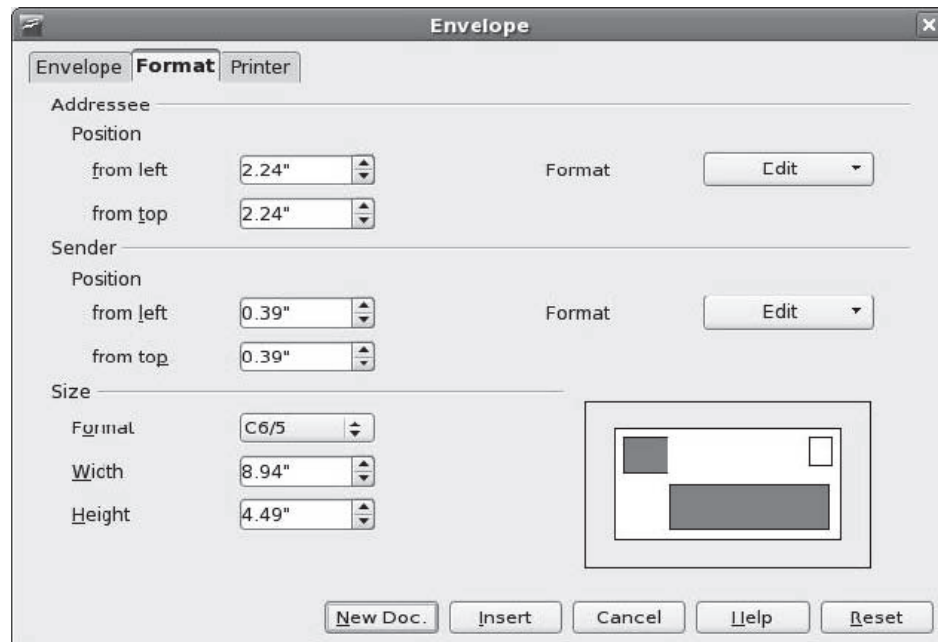 Envelope
Envelope Format Printer
Addressee
Position
from left 2.24" Format Edit
from top 2.24"
Sender
Position
from left 0.39" Format Edit
from top 0.39"
Size
Format C6/5
Width 8.94"
Height 4.49"
New Doc. Insert Cancel Help Reset